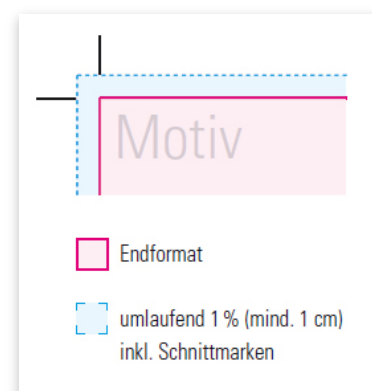 Motiv
Endformat
umlaufend 1 % (mind. 1 cm)
inkl. Schnittmarken